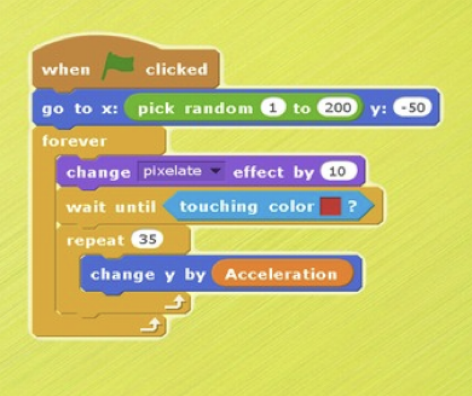 when clicked
go to x: pick random 1 to 200 y: -50
forever
change pixelate effect by 10
wait until touching color ?
repeat 35
change y by Acceleration